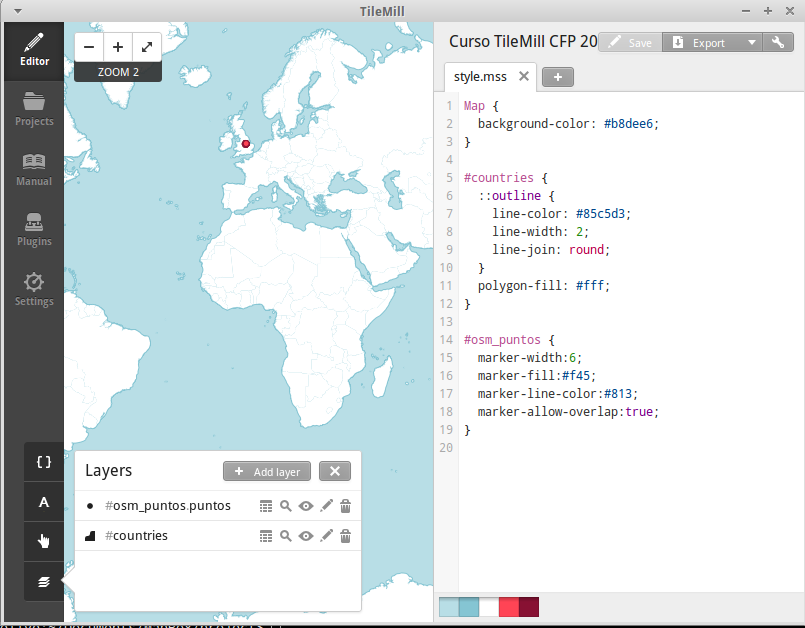 TileMill
Editor
Projects
Manual
Plugins
Settings
ZOOM 2
Curso TileMill CFP 20
Save
Export
style.mss
1 Map {
2 background-color: #b8dee6;
3 }
4
5 #countries {
6 ::outline {
7 line-color: #85c5d3;
8 line-width: 2;
9 line-join: round;
10 }
11 polygon-fill: #fff;
12 }
13
14 #osm_puntos {
15 marker-width:6;
16 marker-fill:#f45;
17 marker-line-color:#813;
18 marker-allow-overlap:true;
19 }
20
{}
A
Layers
+ Add layer
#osm_puntos.puntos
#countries